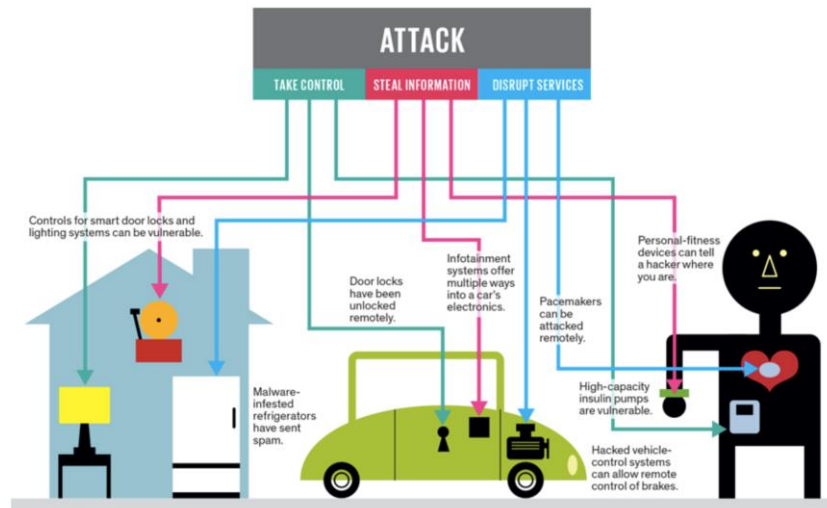 ATTACK
TAKE CONTROL
STEAL INFORMATION
DISRUPT SERVICES
Controls for smart door locks and
lighting systems can be vulnerable.
Door locks
have been
unlocked
remotely.
Infotainment
systems offer
multiple ways
into a car's
electronics.
Personal-fitness
devices can tell
a hacker where
you are.
Pacemakers
can be
attacked
remotely.
Malware-
infested
refrigerators
have sent
spam.
High-capacity
insulin pumps
are vulnerable.
Hacked vehicle-
control systems
can allow remote
control of brakes.